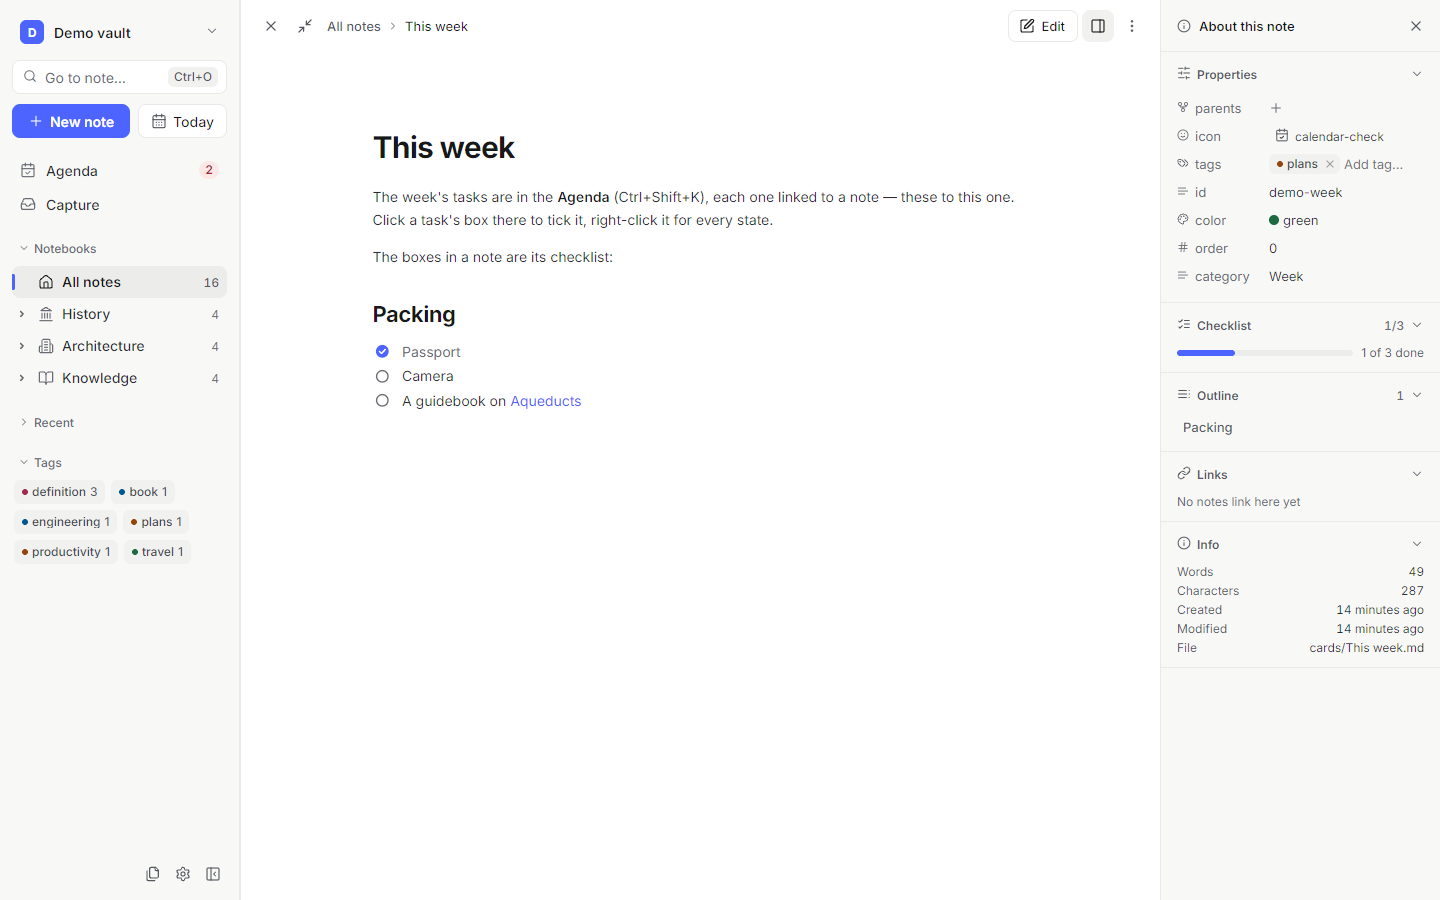 D Demo vault
Go to note... Ctrl+O
New note Today
Agenda 2
Capture
Notebooks
All notes 16
History 4
Architecture 4
Knowledge 4
Recent
Tags
definition 3 book 1
engineering 1 plans 1
productivity 1 travel 1
All notes > This week
Edit
This week
The week's tasks are in the Agenda (Ctrl+Shift+K), each one linked to a note — these to this one.
Click a task's box there to tick it, right-click it for every state.
The boxes in a note are its checklist:
Packing
Passport
Camera
A guidebook on Aqueducts
About this note
Properties
parents
icon calendar-check
tags plans Add tag...
id demo-week
color green
order 0
category Week
Checklist 1/3
1 of 3 done
Outline 1
Packing
Links
No notes link here yet
Info
Words 49
Characters 287
Created 14 minutes ago
Modified 14 minutes ago
File cards/This week.md